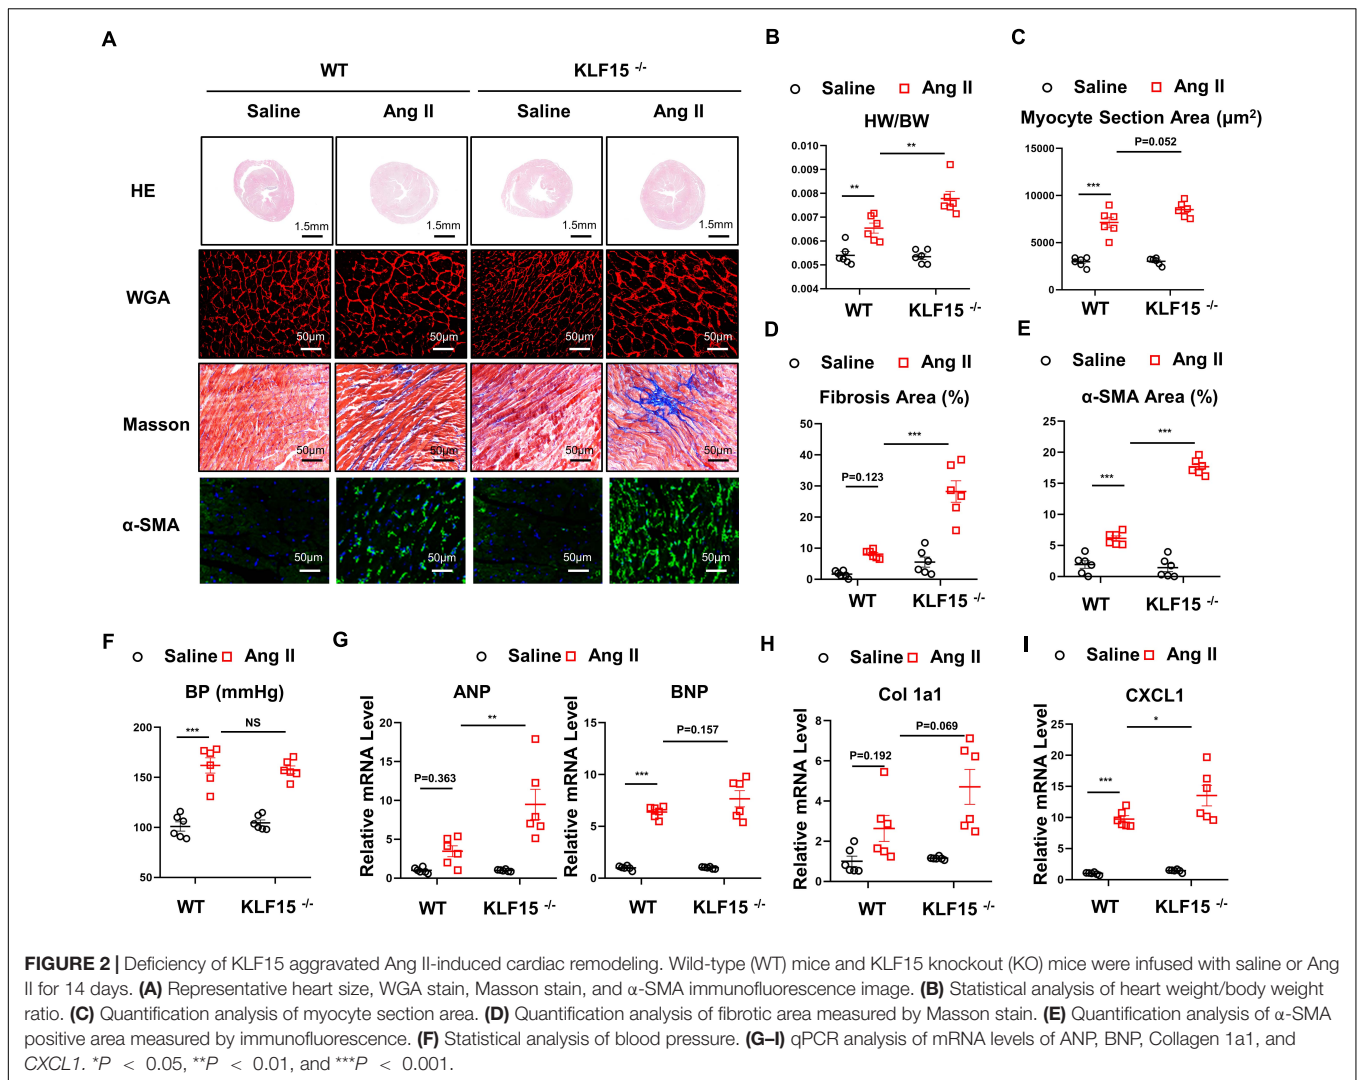 A
WT
KLF15 -/-
Saline
Ang II
Saline
Ang II
HE
1.5mm
1.5mm
1.5mm
1.5mm
WGA
50µm
50µm
50µm
50µm
Masson
50µm
50µm
50µm
50µm
α-SMA
50µm
50µm
50µm
50µm
B
Saline
Ang II
HW/BW
0.010
0.009
0.008
0.007
0.006
0.005
0.004
**
**
WT
KLF15 -/-
C
Saline
Ang II
Myocyte Section Area (µm²)
15000
10000
5000
0
***
P=0.052
WT
KLF15 -/-
D
Saline
Ang II
Fibrosis Area (%)
50
40
30
20
10
0
P=0.123
***
WT
KLF15 -/-
E
Saline
Ang II
α-SMA Area (%)
25
20
15
10
5
0
***
***
WT
KLF15 -/-
F
Saline
Ang II
BP (mmHg)
200
150
100
50
***
NS
WT
KLF15 -/-
G
Saline
Ang II
ANP
Relative mRNA Level
20
15
10
5
0
P=0.363
**
WT
KLF15 -/-
BNP
Relative mRNA Level
15
10
5
0
***
P=0.157
WT
KLF15 -/-
H
Saline
Ang II
Col 1a1
Relative mRNA Level
8
6
4
2
0
P=0.192
P=0.069
WT
KLF15 -/-
I
Saline
Ang II
CXCL1
Relative mRNA Level
25
20
15
10
5
0
***
*
WT
KLF15 -/-
FIGURE 2 | Deficiency of KLF15 aggravated Ang II-induced cardiac remodeling. Wild-type (WT) mice and KLF15 knockout (KO) mice were infused with saline or Ang
II for 14 days. (A) Representative heart size, WGA stain, Masson stain, and α-SMA immunofluorescence image. (B) Statistical analysis of heart weight/body weight
ratio. (C) Quantification analysis of myocyte section area. (D) Quantification analysis of fibrotic area measured by Masson stain. (E) Quantification analysis of α-SMA
positive area measured by immunofluorescence. (F) Statistical analysis of blood pressure. (G–I) qPCR analysis of mRNA levels of ANP, BNP, Collagen 1a1, and
CXCL1. *P < 0.05, **P < 0.01, and ***P < 0.001.